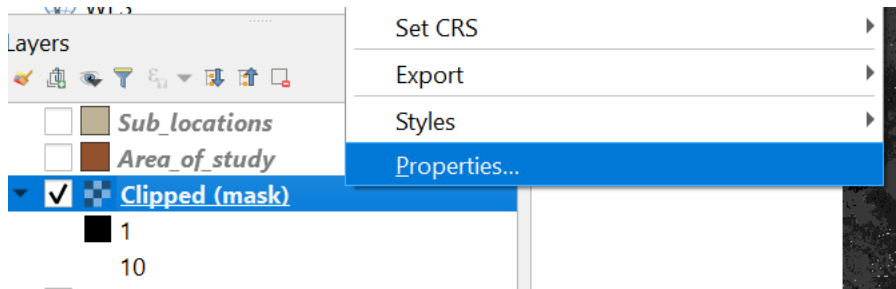 Layers
Sub_locations
Area_of_study
Clipped (mask)
1
10
Set CRS
Export
Styles
Properties...